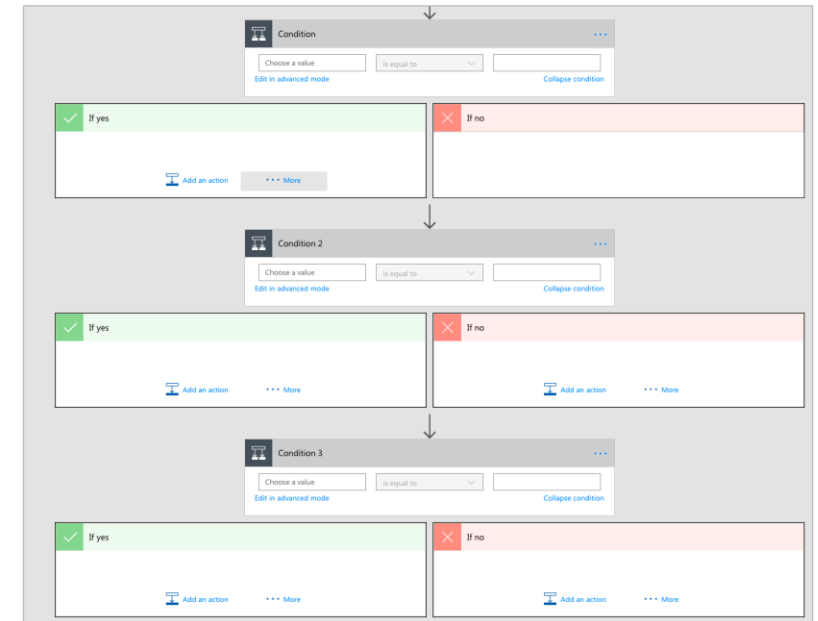 Condition
...
Choose a value
is equal to
Edit in advanced mode
Collapse condition
If yes
If no
Add an action
... More
Condition 2
...
Choose a value
is equal to
Edit in advanced mode
Collapse condition
If yes
If no
Add an action
... More
Add an action
... More
Condition 3
...
Choose a value
is equal to
Edit in advanced mode
Collapse condition
If yes
If no
Add an action
... More
Add an action
... More